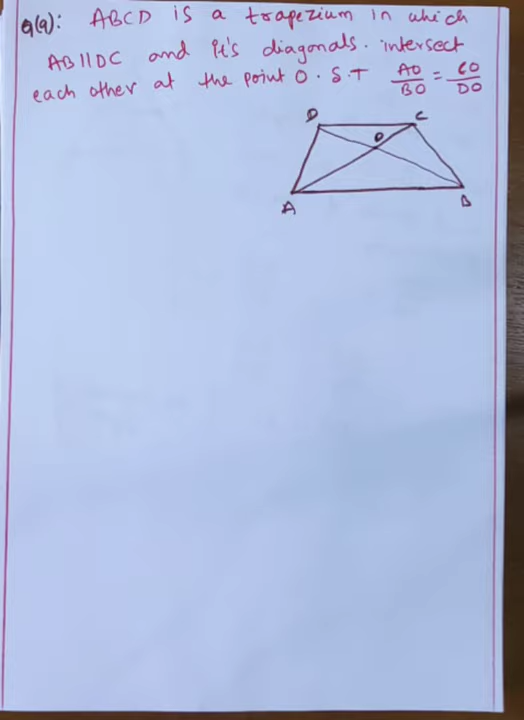 Q(9): ABCD is a trapezium in which
AB||DC and it's diagonals. intersect
each other at the point O. S.T AO/BO = CO/DO
D C
O
A B